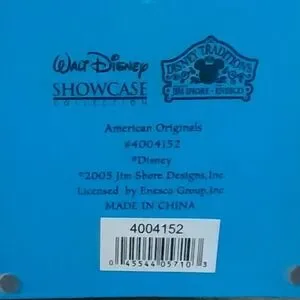 Walt Disney
SHOWCASE
COLLECTION
DISNEY TRADITIONS
JIM SHORE • ENESCO
American Originals
#4004152
©Disney
©2005 Jim Shore Designs,Inc
Licensed by Enesco Group,Inc
MADE IN CHINA
4004152
0 45544 05710 3